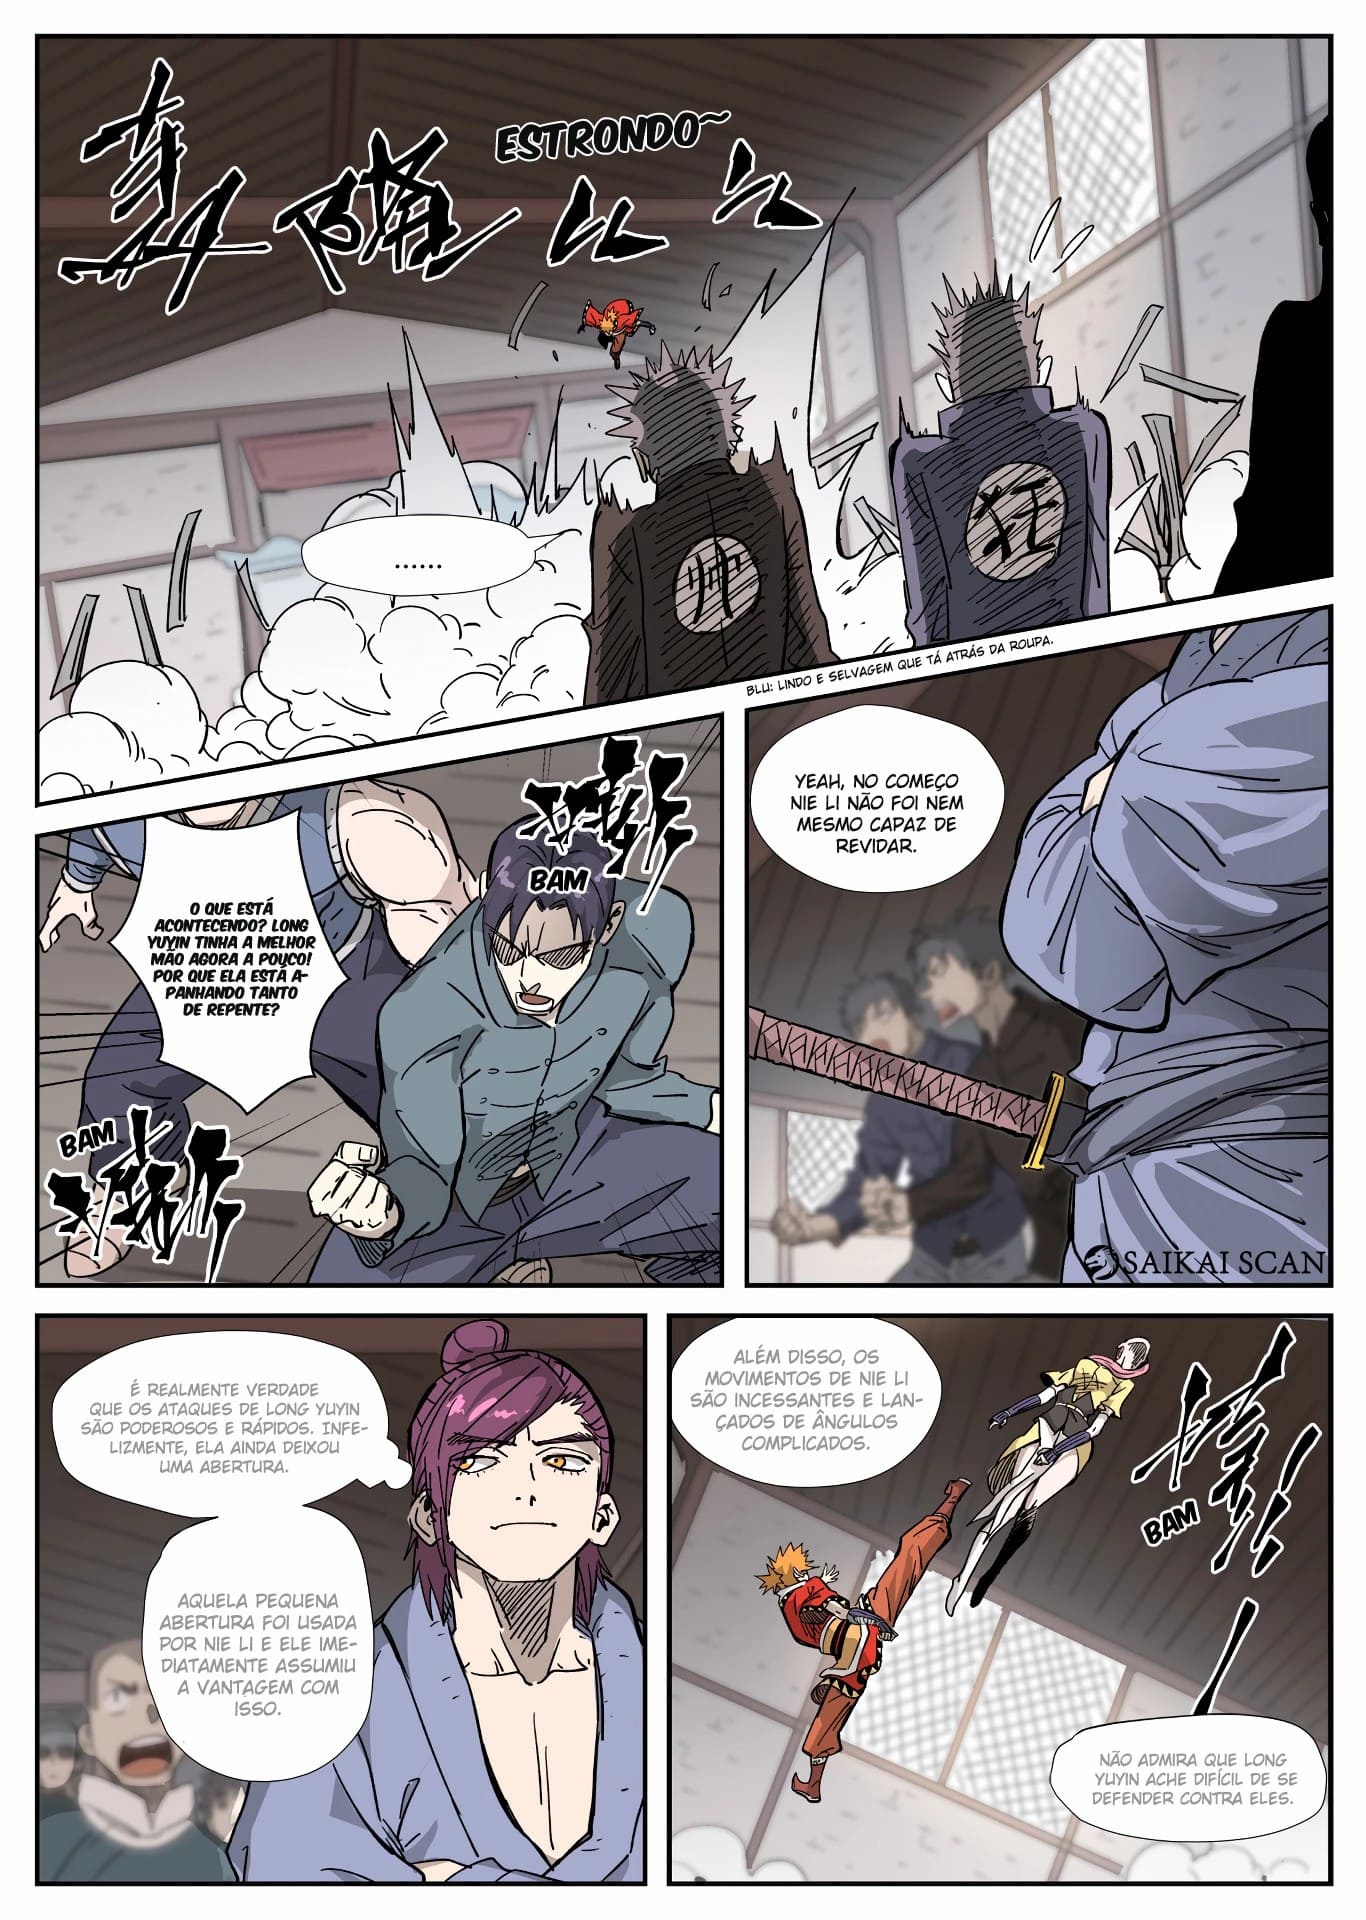 ESTRONDO~
......
狂
BLU: LINDO E SELVAGEM QUE TÁ ATRÁS DA ROUPA.
O QUE ESTÁ
ACONTECENDO? LONG
YUYIN TINHA A MELHOR
MÃO AGORA A POUCO!
POR QUE ELA ESTÁ A-
PANHANDO TANTO
DE REPENTE?
BAM
BAM
YEAH, NO COMEÇO
NIE LI NÃO FOI NEM
MESMO CAPAZ DE
REVIDAR.
SAIKAI SCAN
É REALMENTE VERDADE
QUE OS ATAQUES DE LONG YUYIN
SÃO PODEROSOS E RÁPIDOS. INFE-
LIZMENTE, ELA AINDA DEIXOU
UMA ABERTURA.
AQUELA PEQUENA
ABERTURA FOI USADA
POR NIE LI E ELE IME-
DIATAMENTE ASSUMIU
A VANTAGEM COM
ISSO.
ALÉM DISSO, OS
MOVIMENTOS DE NIE LI
SÃO INCESSANTES E LAN-
ÇADOS DE ÂNGULOS
COMPLICADOS.
BAM
NÃO ADMIRA QUE LONG
YUYIN ACHE DIFÍCIL DE SE
DEFENDER CONTRA ELES.